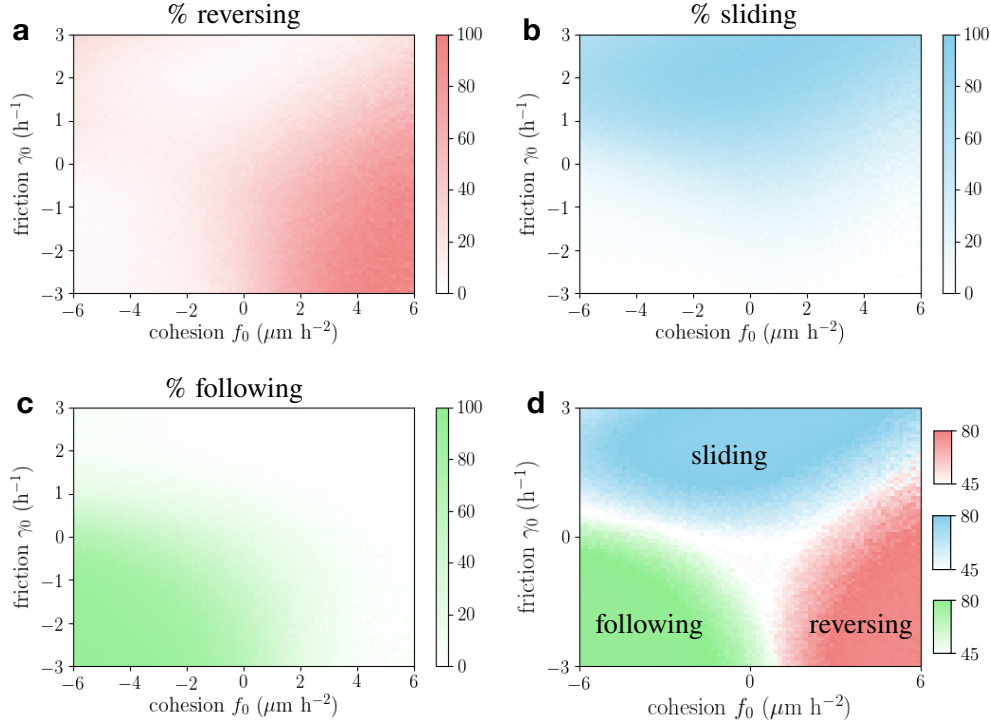 a
% reversing
3
2
1
0
−1
−2
−3
−6 −4 −2 0 2 4 6
friction γ₀ (h⁻¹)
cohesion f₀ (μm h⁻²)
100
80
60
40
20
0
b
% sliding
3
2
1
0
−1
−2
−3
−6 −4 −2 0 2 4 6
friction γ₀ (h⁻¹)
cohesion f₀ (μm h⁻²)
100
80
60
40
20
0
c
% following
3
2
1
0
−1
−2
−3
−6 −4 −2 0 2 4 6
friction γ₀ (h⁻¹)
cohesion f₀ (μm h⁻²)
100
80
60
40
20
0
d
sliding
following
reversing
3
0
−3
−6 0 6
friction γ₀ (h⁻¹)
cohesion f₀ (μm h⁻²)
80
45
80
45
80
45